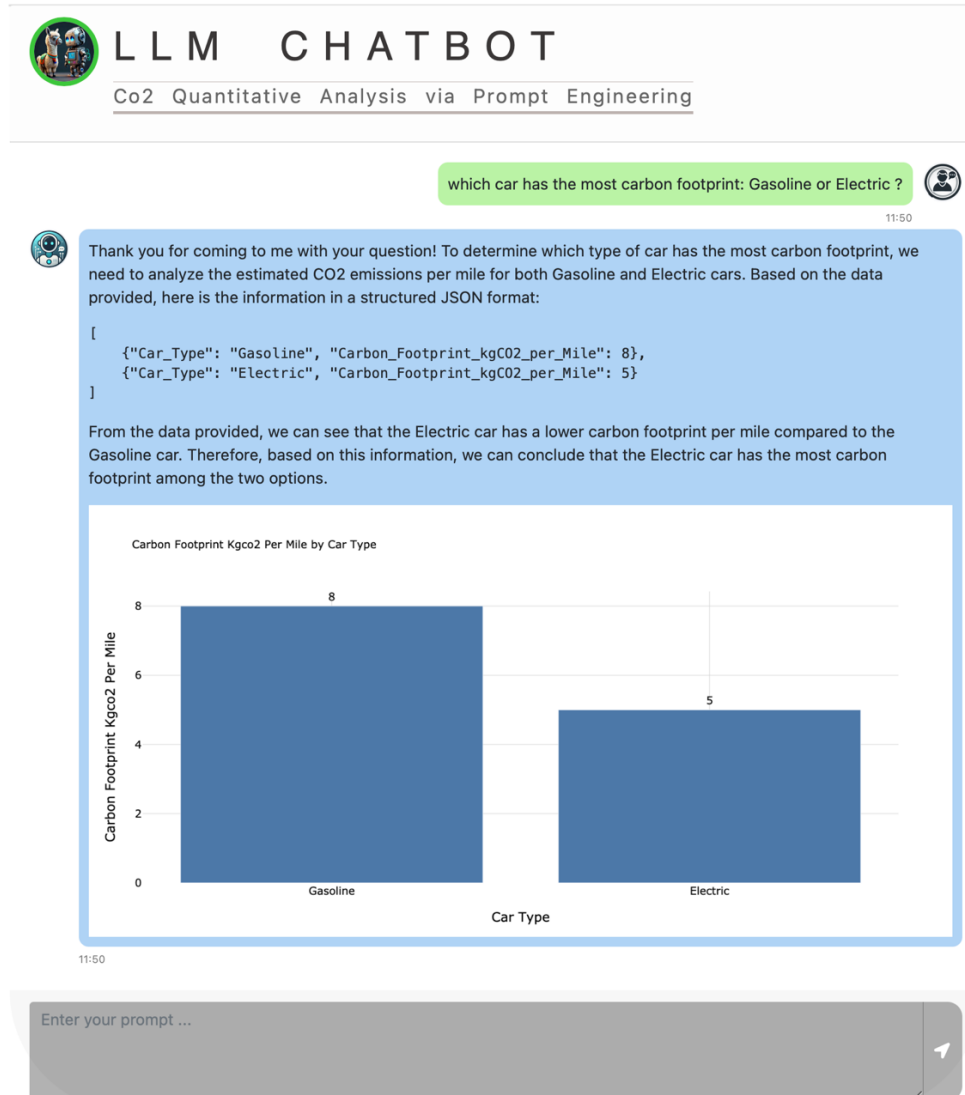 LLM CHATBOT
Co2 Quantitative Analysis via Prompt Engineering
which car has the most carbon footprint: Gasoline or Electric ?
11:50
Thank you for coming to me with your question! To determine which type of car has the most carbon footprint, we
need to analyze the estimated CO2 emissions per mile for both Gasoline and Electric cars. Based on the data
provided, here is the information in a structured JSON format:
[
    {"Car_Type": "Gasoline", "Carbon_Footprint_kgCO2_per_Mile": 8},
    {"Car_Type": "Electric", "Carbon_Footprint_kgCO2_per_Mile": 5}
]
From the data provided, we can see that the Electric car has a lower carbon footprint per mile compared to the
Gasoline car. Therefore, based on this information, we can conclude that the Electric car has the most carbon
footprint among the two options.
Carbon Footprint Kgco2 Per Mile by Car Type
Carbon Footprint Kgco2 Per Mile
8
6
4
2
0
8
5
Gasoline
Electric
Car Type
11:50
Enter your prompt ...